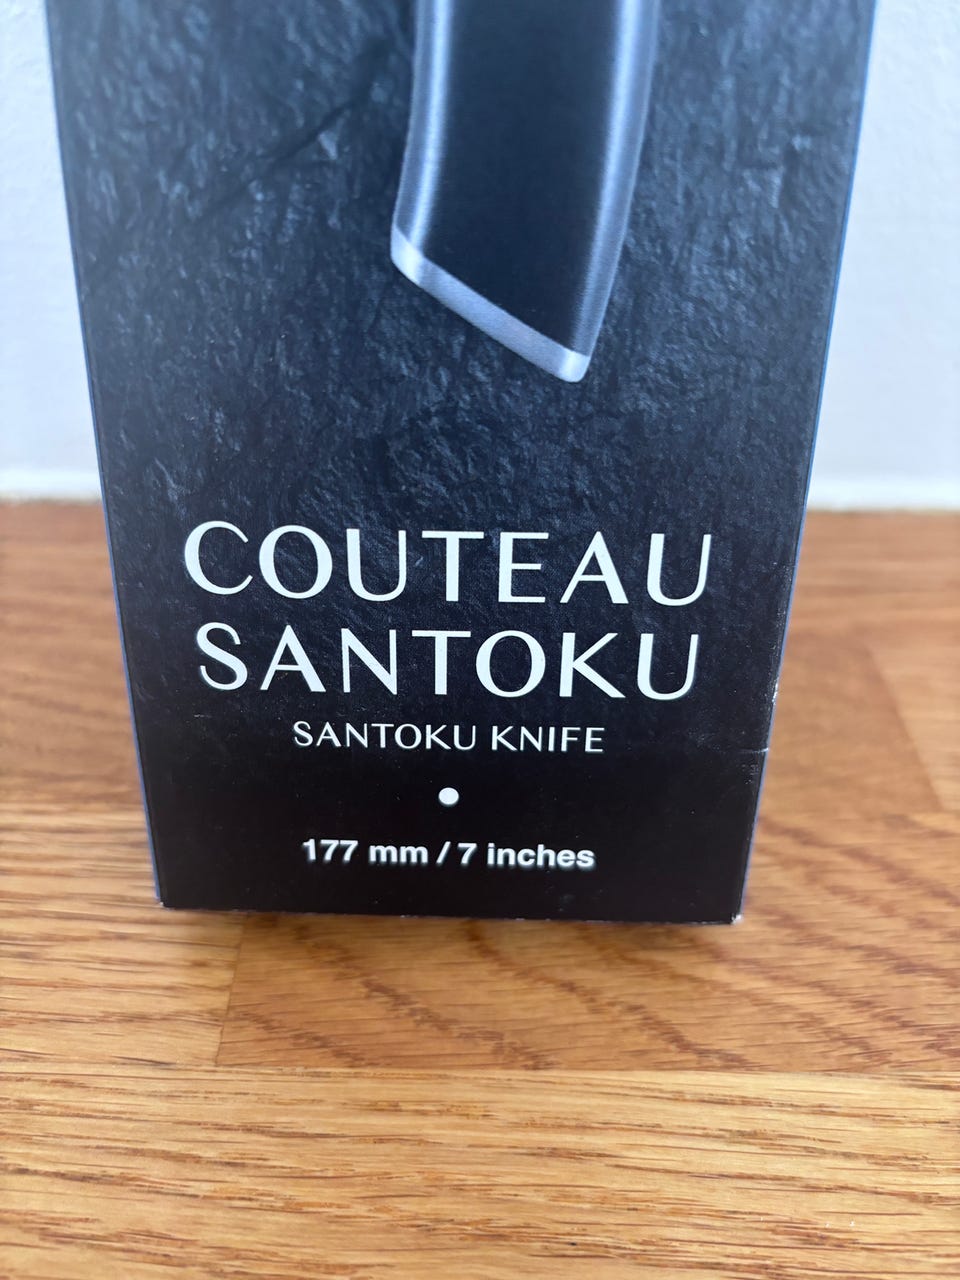 COUTEAU
SANTOKU
SANTOKU KNIFE
177 mm / 7 inches